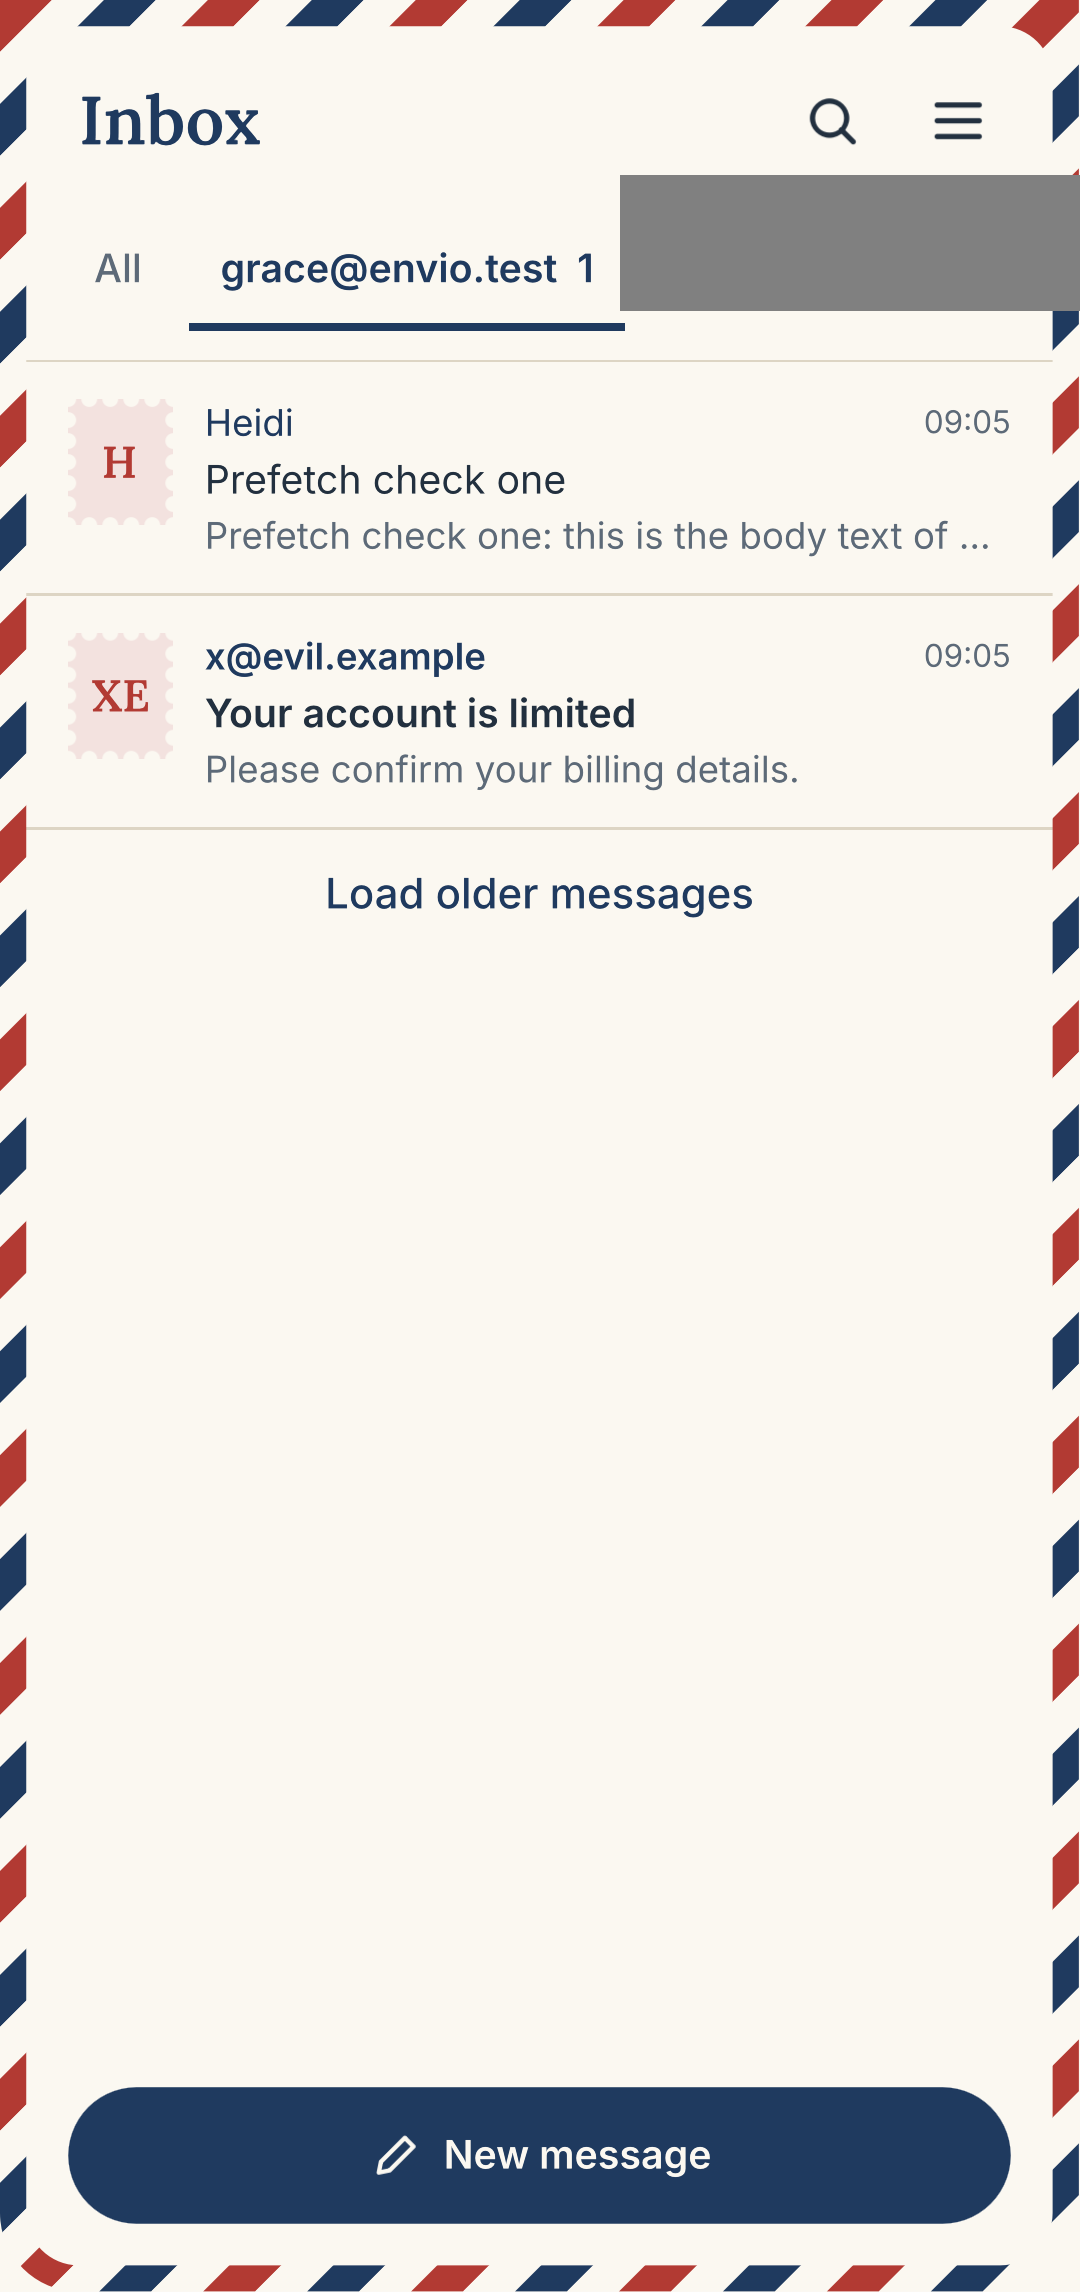 Inbox
All
grace@envio.test 1
H
Heidi
09:05
Prefetch check one
Prefetch check one: this is the body text of ...
XE
x@evil.example
09:05
Your account is limited
Please confirm your billing details.
Load older messages
New message